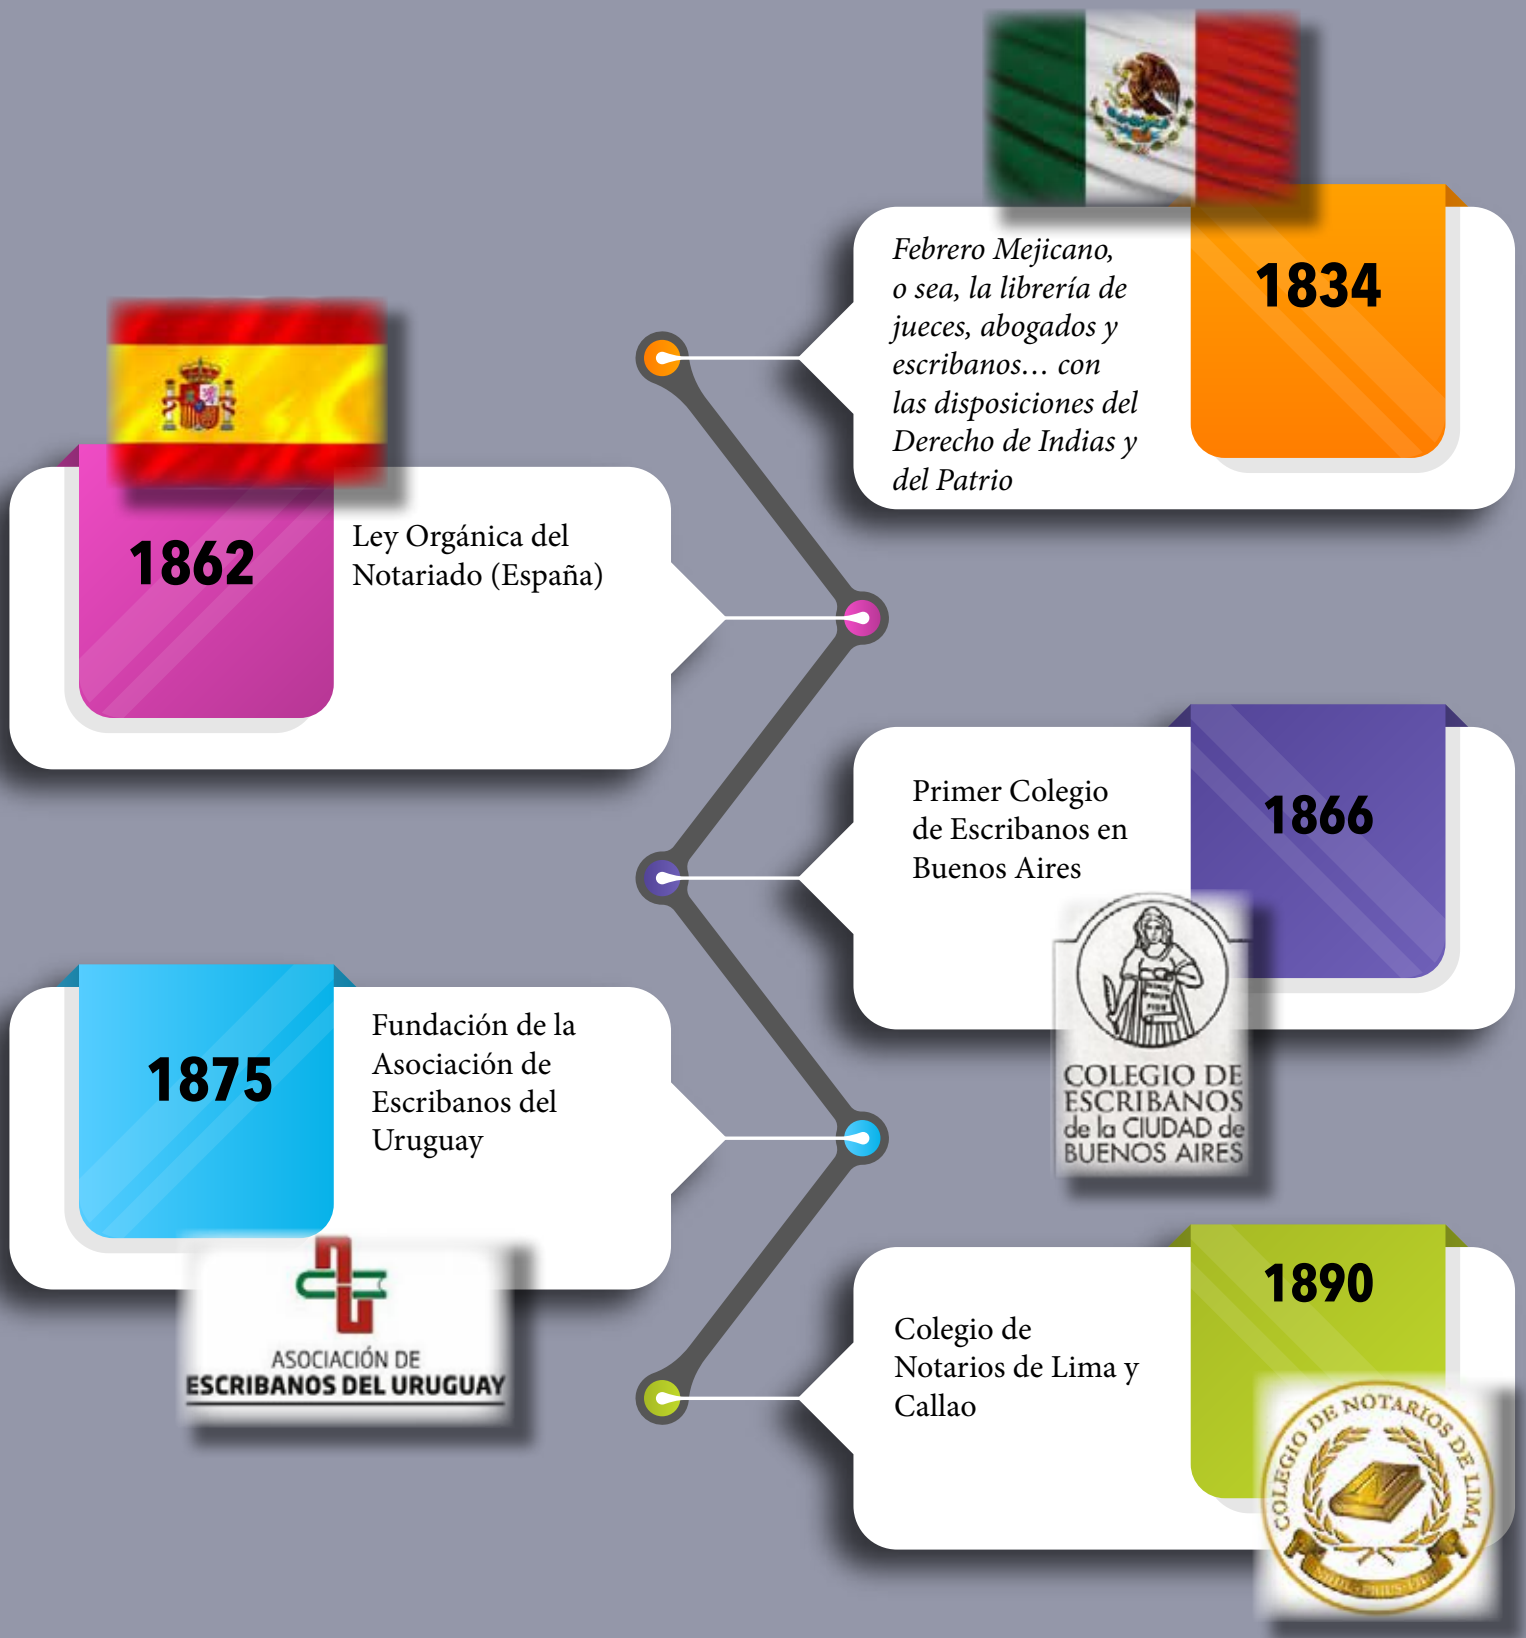 1834
Febrero Mejicano,
o sea, la librería de
jueces, abogados y
escribanos… con
las disposiciones del
Derecho de Indias y
del Patrio
1862
Ley Orgánica del
Notariado (España)
1866
Primer Colegio
de Escribanos en
Buenos Aires
COLEGIO DE
ESCRIBANOS
de la CIUDAD de
BUENOS AIRES
1875
Fundación de la
Asociación de
Escribanos del
Uruguay
ASOCIACIÓN DE
ESCRIBANOS DEL URUGUAY
1890
Colegio de
Notarios de Lima y
Callao
COLEGIO DE NOTARIOS DE LIMA